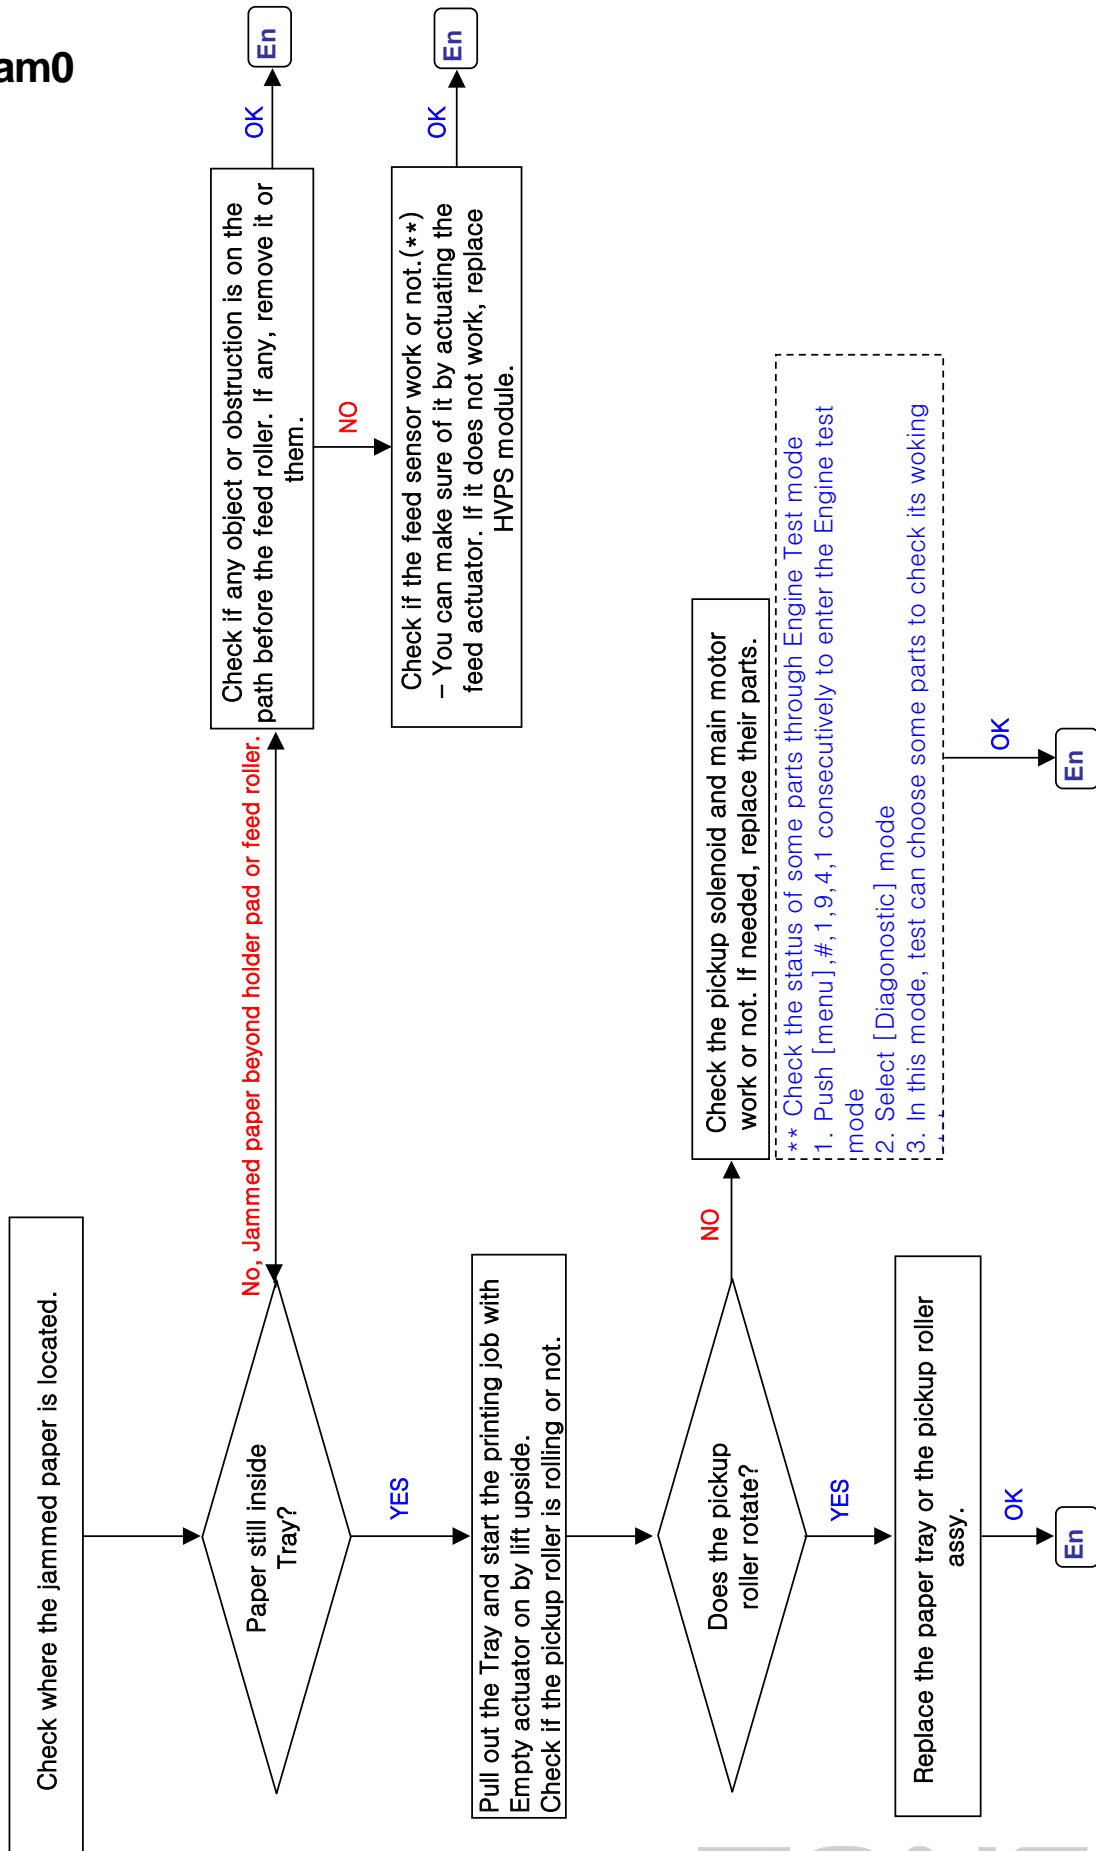 am0
Check where the jammed paper is located.
Paper still inside
Tray?
No, Jammed paper beyond holder pad or feed roller.
Check if any object or obstruction is on the
path before the feed roller. If any, remove it or
them.
OK
En
NO
Check if the feed sensor work or not.(**)
– You can make sure of it by actuating the
feed actuator. If it does not work, replace
HVPS module.
OK
En
YES
Pull out the Tray and start the printing job with
Empty actuator on by lift upside.
Check if the pickup roller is rolling or not.
Does the pickup
roller rotate?
NO
Check the pickup solenoid and main motor
work or not. If needed, replace their parts.
** Check the status of some parts through Engine Test mode
1. Push [menu],#,1,9,4,1 consecutively to enter the Engine test
mode
2. Select [Diagonostic] mode
3. In this mode, test can choose some parts to check its woking
OK
En
YES
Replace the paper tray or the pickup roller
assy.
OK
En